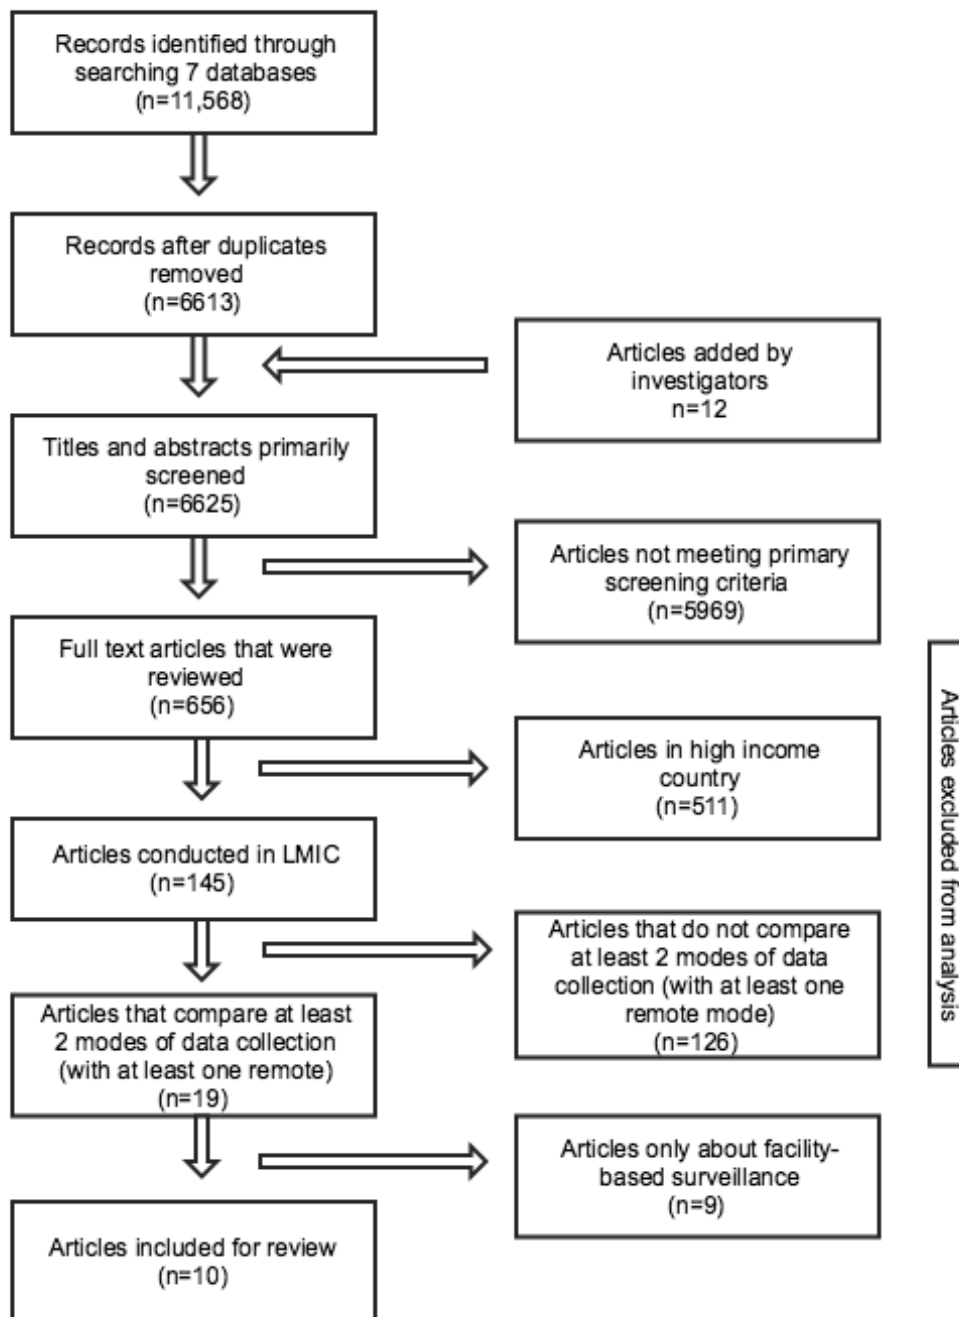 Records identified through
searching 7 databases
(n=11,568)
Records after duplicates
removed
(n=6613)
Articles added by
investigators
n=12
Titles and abstracts primarily
screened
(n=6625)
Articles not meeting primary
screening criteria
(n=5969)
Full text articles that were
reviewed
(n=656)
Articles in high income
country
(n=511)
Articles conducted in LMIC
(n=145)
Articles that do not compare
at least 2 modes of data
collection (with at least one
remote mode)
(n=126)
Articles that compare at least
2 modes of data collection
(with at least one remote)
(n=19)
Articles only about facility-
based surveillance
(n=9)
Articles included for review
(n=10)
Articles excluded from analysis